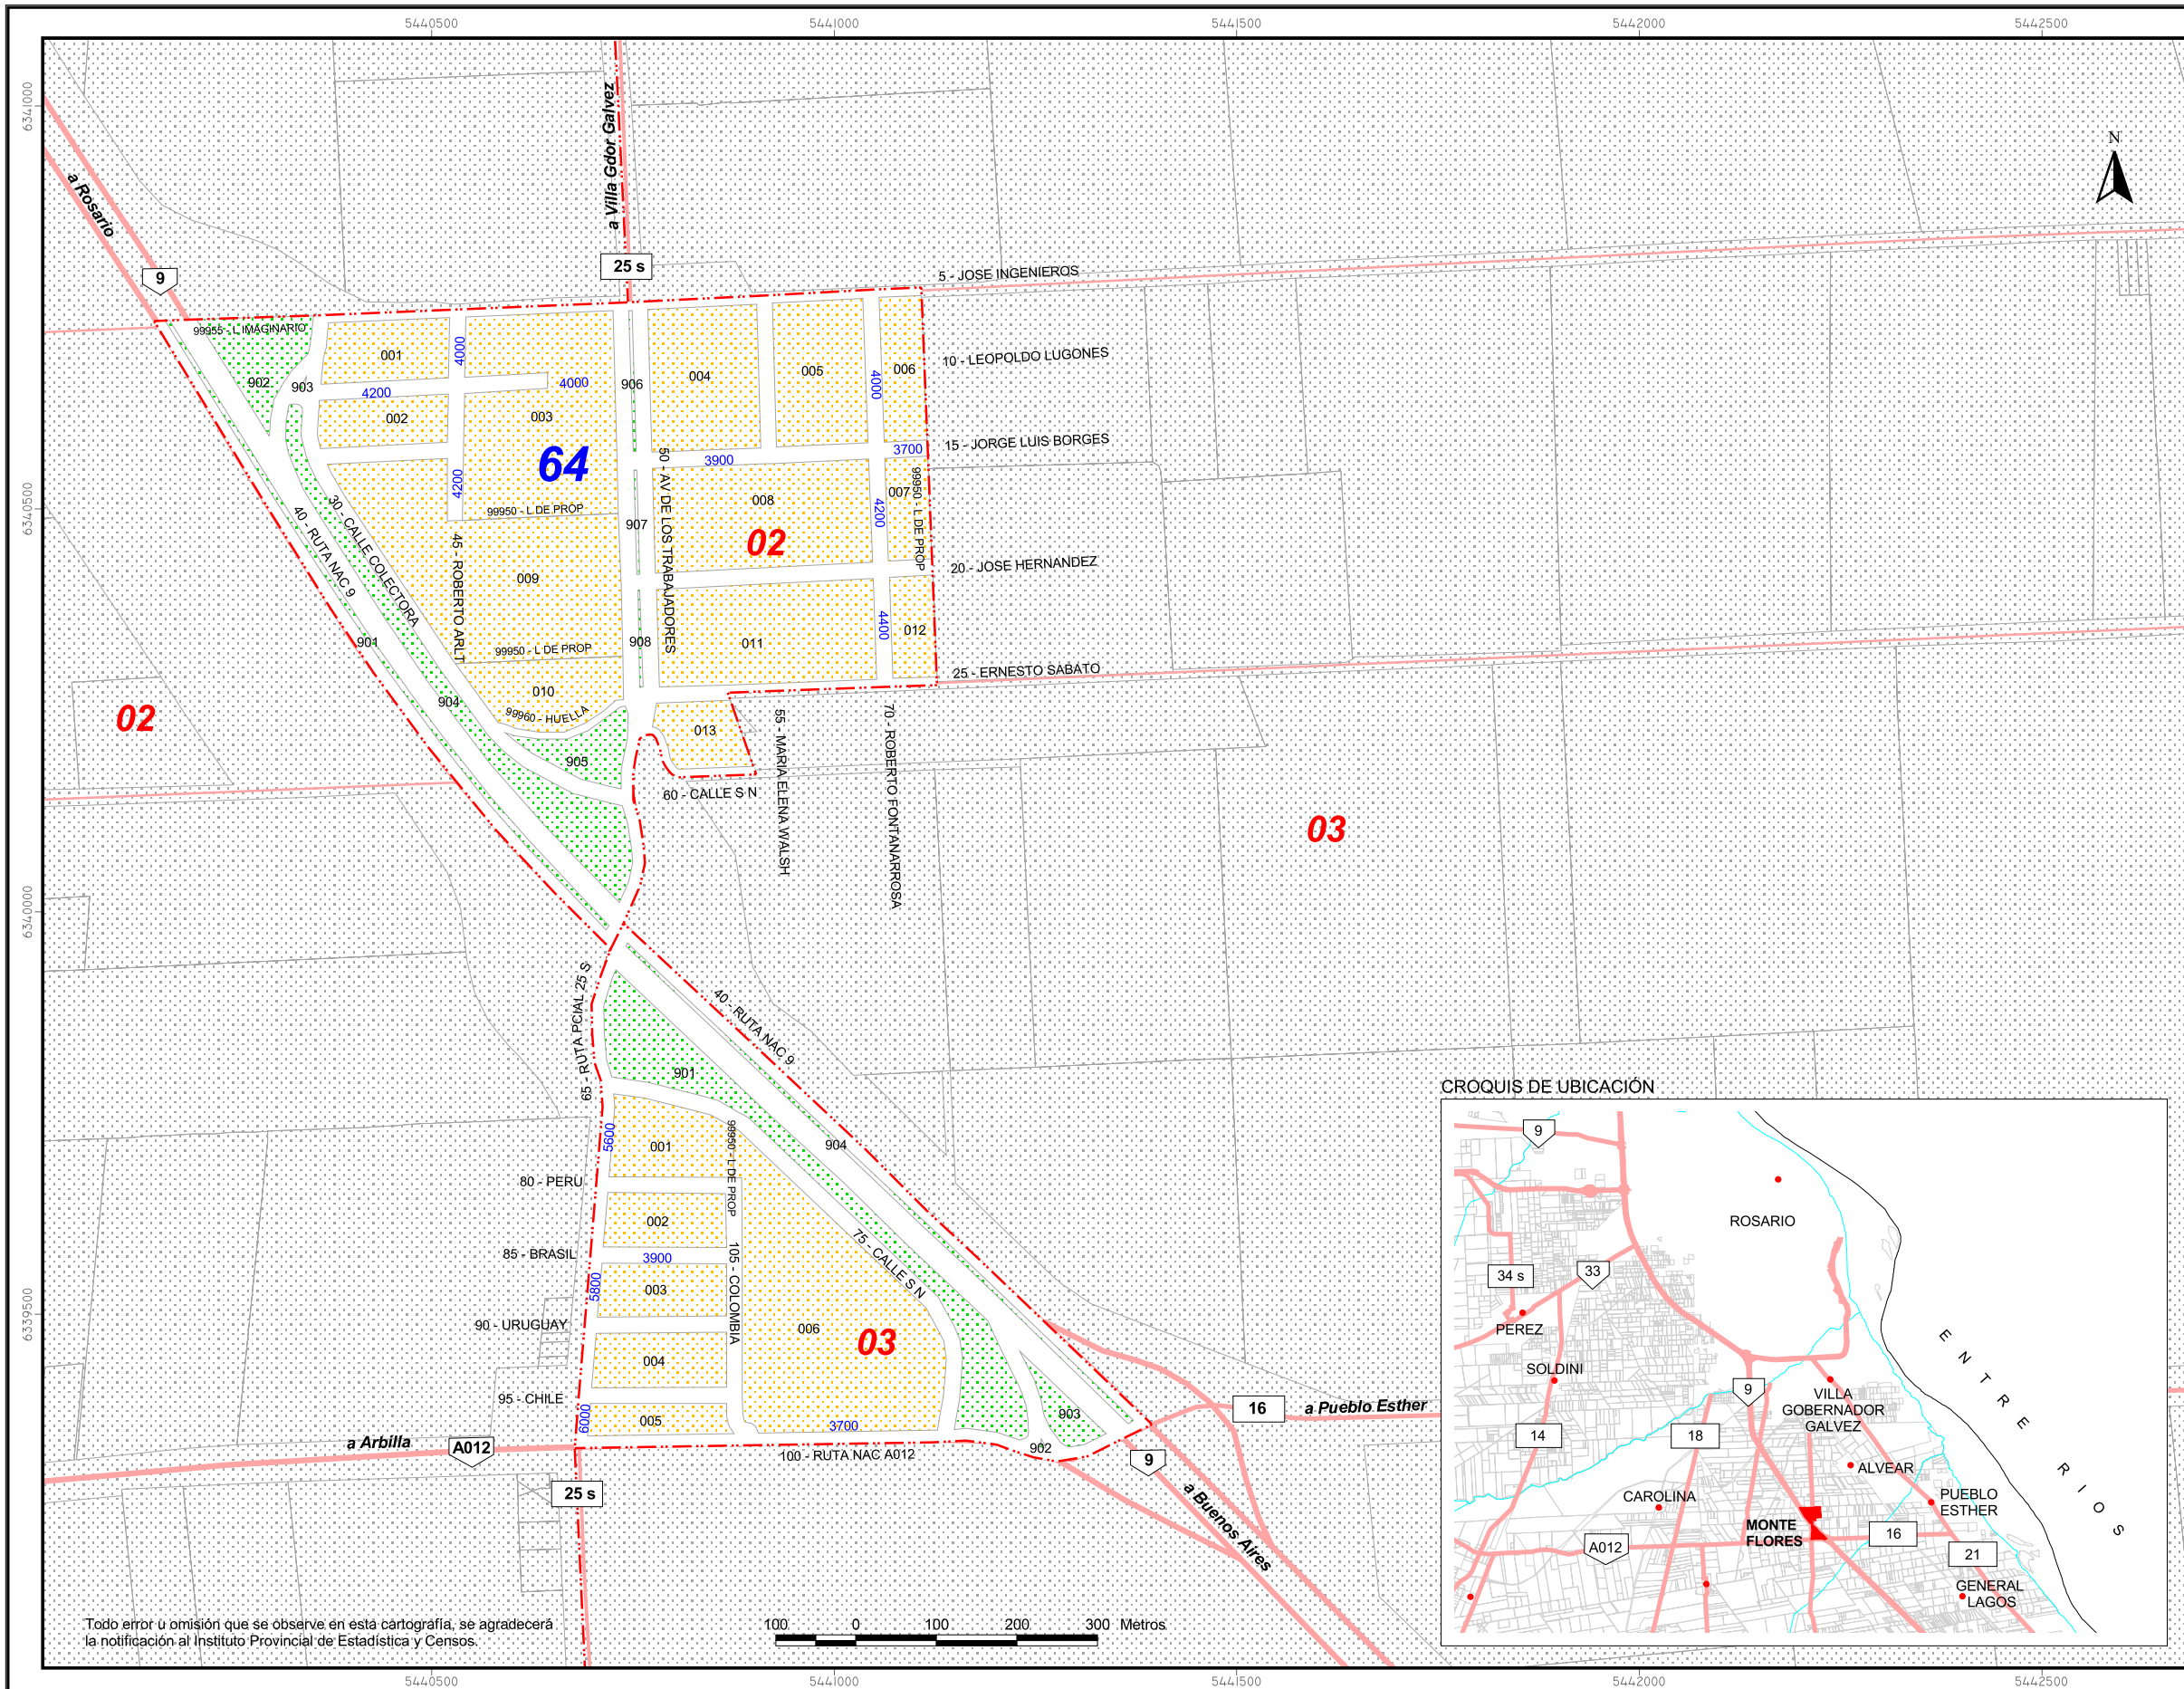 5440500
5441000
5441500
5442000
5442500
6341000
6340500
6340000
6339500
N
a Rosario
9
a Villa Gdor Galvez
25 s
5 - JOSE INGENIEROS
99955 - L IMAGINARIO
001
4000
4200
4000
902
903
002
003
906
004
005
4000
006
10 - LEOPOLDO LUGONES
64
4200
3900
3700
15 - JORGE LUIS BORGES
50 - AV DE LOS TRABAJADORES
008
007
4200
99950 - L DE PROP
99950 - L DE PROP
907
02
30 - CALLE COLECTORA
40 - RUTA NAC 9
45 - ROBERTO ARLT
009
20 - JOSE HERNANDEZ
901
99950 - L DE PROP
908
011
4400
012
25 - ERNESTO SABATO
010
904
99960 - HUELLA
02
013
905
60 - CALLE S N
55 - MARIA ELENA WALSH
70 - ROBERTO FONTANARROSA
03
65 - RUTA PCIAL 25 S
40 - RUTA NAC 9
901
904
5600
001
99950 - L DE PROP
80 - PERU
002
85 - BRASIL
3900
105 - COLOMBIA
75 - CALLE S N
5800
003
90 - URUGUAY
006
03
004
95 - CHILE
6000
005
3700
903
902
16
a Pueblo Esther
a Arbilla
A012
100 - RUTA NAC A012
9
25 s
a Buenos Aires
Todo error u omisión que se observe en esta cartografía, se agradecerá
la notificación al Instituto Provincial de Estadística y Censos.
100 0 100 200 300 Metros
CROQUIS DE UBICACIÓN
9
ROSARIO
34 s
33
PEREZ
SOLDINI
9
VILLA
GOBERNADOR
GALVEZ
14
18
ALVEAR
CAROLINA
PUEBLO
ESTHER
MONTE
FLORES
16
A012
21
GENERAL
LAGOS
ENTRE RIOS
5440500
5441000
5441500
5442000
5442500